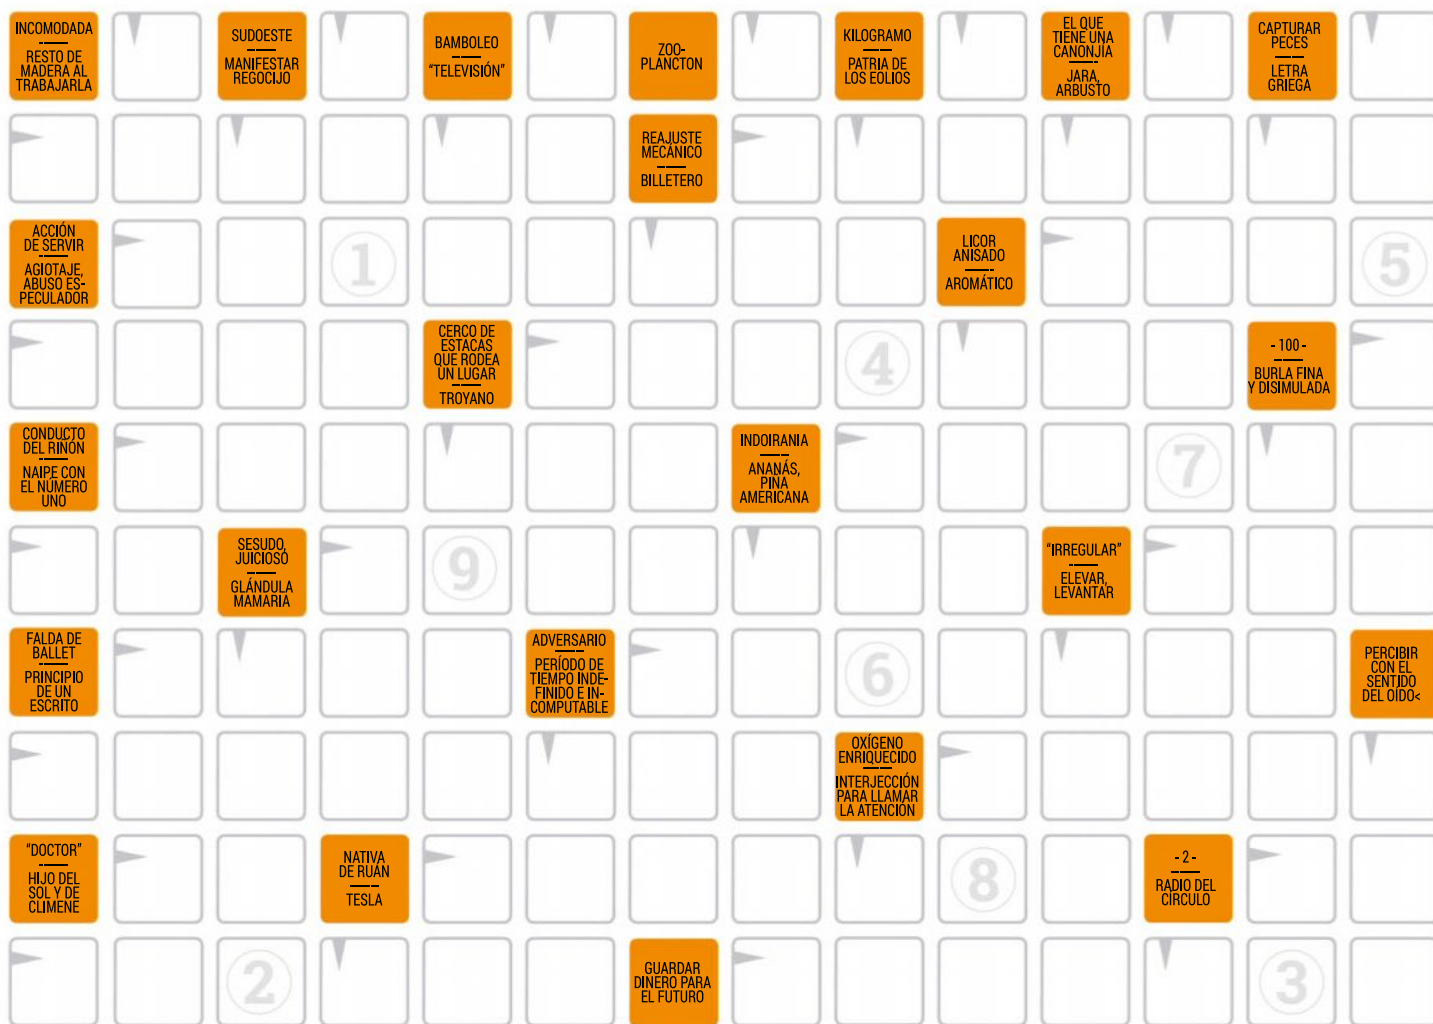 INCOMODADA
RESTO DE
MADERA AL
TRABAJARLA
SUDOESTE
MANIFESTAR
REGOCIJO
BAMBOLEO
"TELEVISIÓN"
ZOO-
PLANCTON
KILOGRAMO
PATRIA DE
LOS EOLIOS
EL QUE
TIENE UNA
CANONJIA
JARA,
ARBUSTO
CAPTURAR
PECES
LETRA
GRIEGA
REAJUSTE
MECÁNICO
BILLETERO
ACCIÓN
DE SERVIR
AGIOTAJE,
ABUSO ES-
PECULADOR
1
LICOR
ANISADO
AROMÁTICO
5
CERCO DE
ESTACAS
QUE RODEA
UN LUGAR
TROYANO
4
- 100 -
BURLA FINA
Y DISIMULADA
CONDUCTO
DEL RIÑÓN
NAIPE CON
EL NÚMERO
UNO
INDOIRANIA
ANANÁS,
PIÑA
AMERICANA
7
SESUDO,
JUICIOSO
GLÁNDULA
MAMARIA
9
"IRREGULAR"
ELEVAR,
LEVANTAR
FALDA DE
BALLET
PRINCIPIO
DE UN
ESCRITO
ADVERSARIO
PERÍODO DE
TIEMPO INDE-
FINIDO E IN-
COMPUTABLE
6
PERCIBIR
CON EL
SENTIDO
DEL OÍDO<
OXÍGENO
ENRIQUECIDO
INTERJECCIÓN
PARA LLAMAR
LA ATENCIÓN
"DOCTOR"
HIJO DEL
SOL Y DE
CLIMENE
NATIVA
DE RUAN
TESLA
8
- 2 -
RADIO DEL
CÍRCULO
2
GUARDAR
DINERO PARA
EL FUTURO
3